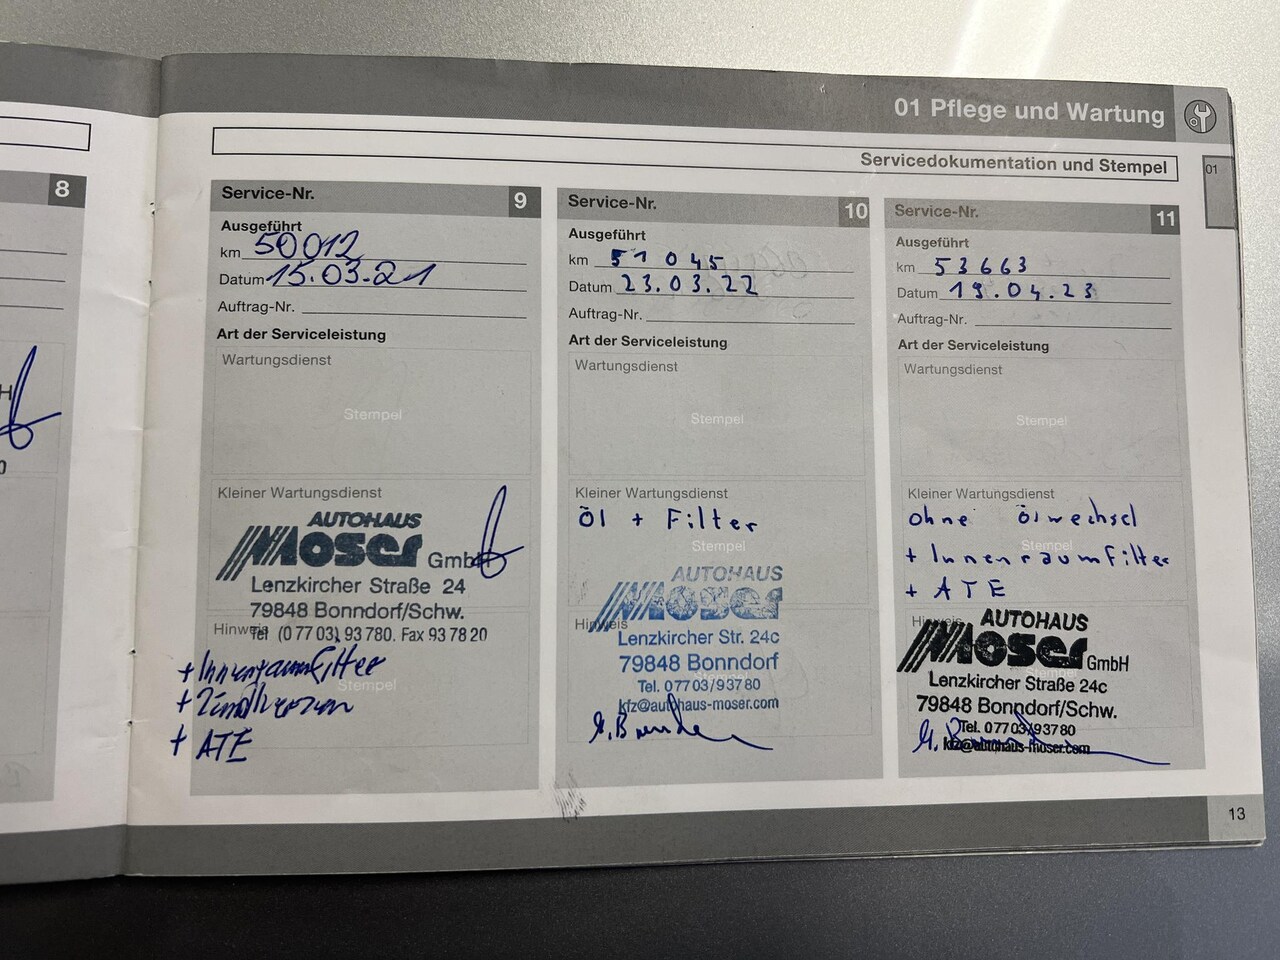 01 Pflege und Wartung
Servicedokumentation und Stempel
01
8
Service-Nr. 9
Ausgeführt
km 50012
Datum 15.03.21
Auftrag-Nr.
Art der Serviceleistung
Wartungsdienst
Stempel
Kleiner Wartungsdienst
AUTOHAUS
Moser GmbH
Lenzkircher Straße 24
79848 Bonndorf/Schw.
Hinweis
Tel (0 77 03) 93 780. Fax 93 78 20
+ Innenraumfilter
Stempel
+ Zündkerzen
+ ATE
Service-Nr. 10
Ausgeführt
km 51045
Datum 23.03.22
Auftrag-Nr.
Art der Serviceleistung
Wartungsdienst
Stempel
Kleiner Wartungsdienst
Öl + Filter
Stempel
AUTOHAUS
Moser
Hinweis
Lenzkircher Str. 24c
79848 Bonndorf
Tel. 07703/93780
kfz@autohaus-moser.com
Service-Nr. 11
Ausgeführt
km 53663
Datum 19.04.23
Auftrag-Nr.
Art der Serviceleistung
Wartungsdienst
Stempel
Kleiner Wartungsdienst
ohne Ölwechsel
Stempel
+ Innenraumfilter
+ ATE
Hinweis
AUTOHAUS
Moser GmbH
Lenzkircher Straße 24c
79848 Bonndorf/Schw.
Tel. 07703/93780
kfz@autohaus-moser.com
13